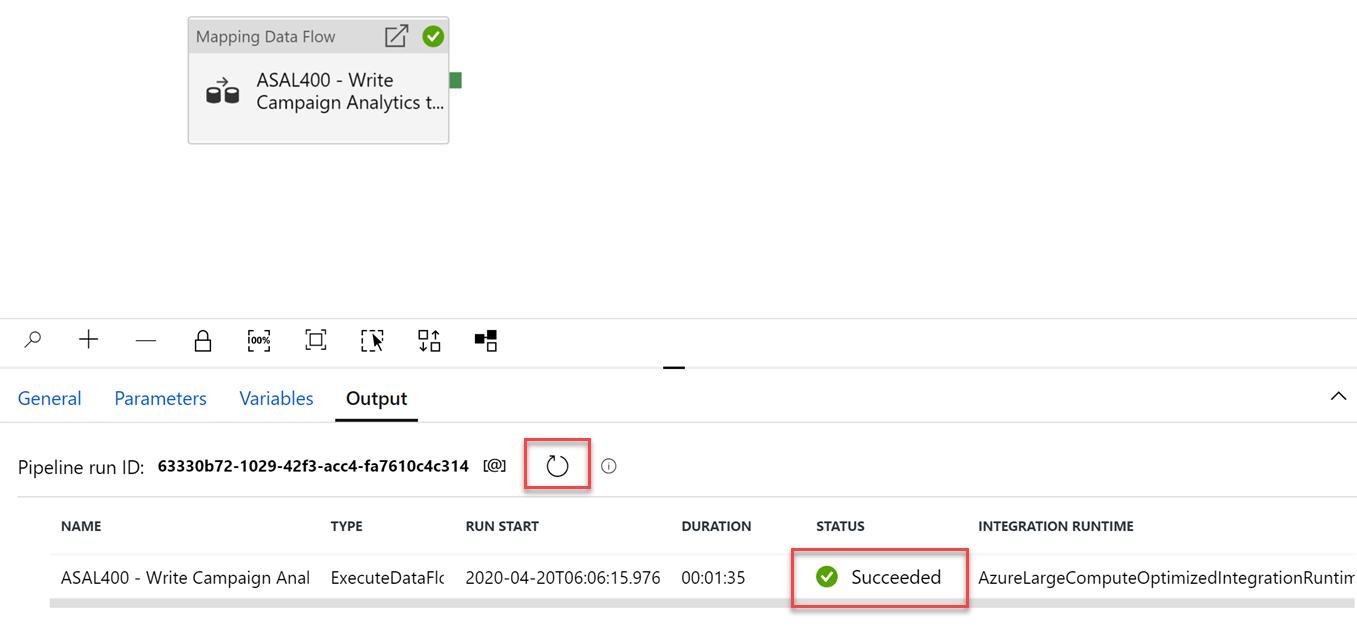 Mapping Data Flow
ASAL400 - Write
Campaign Analytics t...
100%
General Parameters Variables Output
Pipeline run ID: 63330b72-1029-42f3-acc4-fa7610c4c314 [@]
NAME TYPE RUN START DURATION STATUS INTEGRATION RUNTIME
ASAL400 - Write Campaign Anal ExecuteDataFlo 2020-04-20T06:06:15.976 00:01:35 Succeeded AzureLargeComputeOptimizedIntegrationRuntim